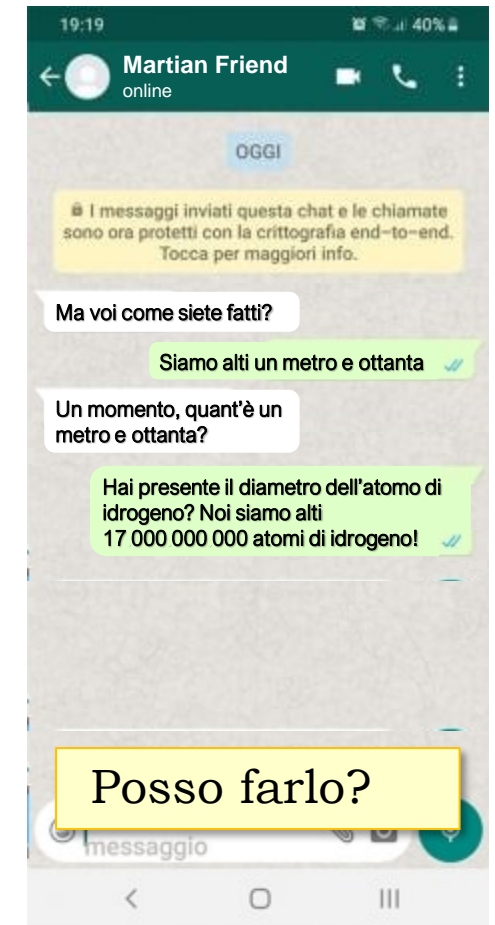 19:19
40%
Martian Friend
online
OGGI
I messaggi inviati questa chat e le chiamate
sono ora protetti con la crittografia end-to-end.
Tocca per maggiori info.
Ma voi come siete fatti?
Siamo alti un metro e ottanta
Un momento, quant'è un
metro e ottanta?
Hai presente il diametro dell'atomo di
idrogeno? Noi siamo alti
17 000 000 000 atomi di idrogeno!
Posso farlo?
messaggio